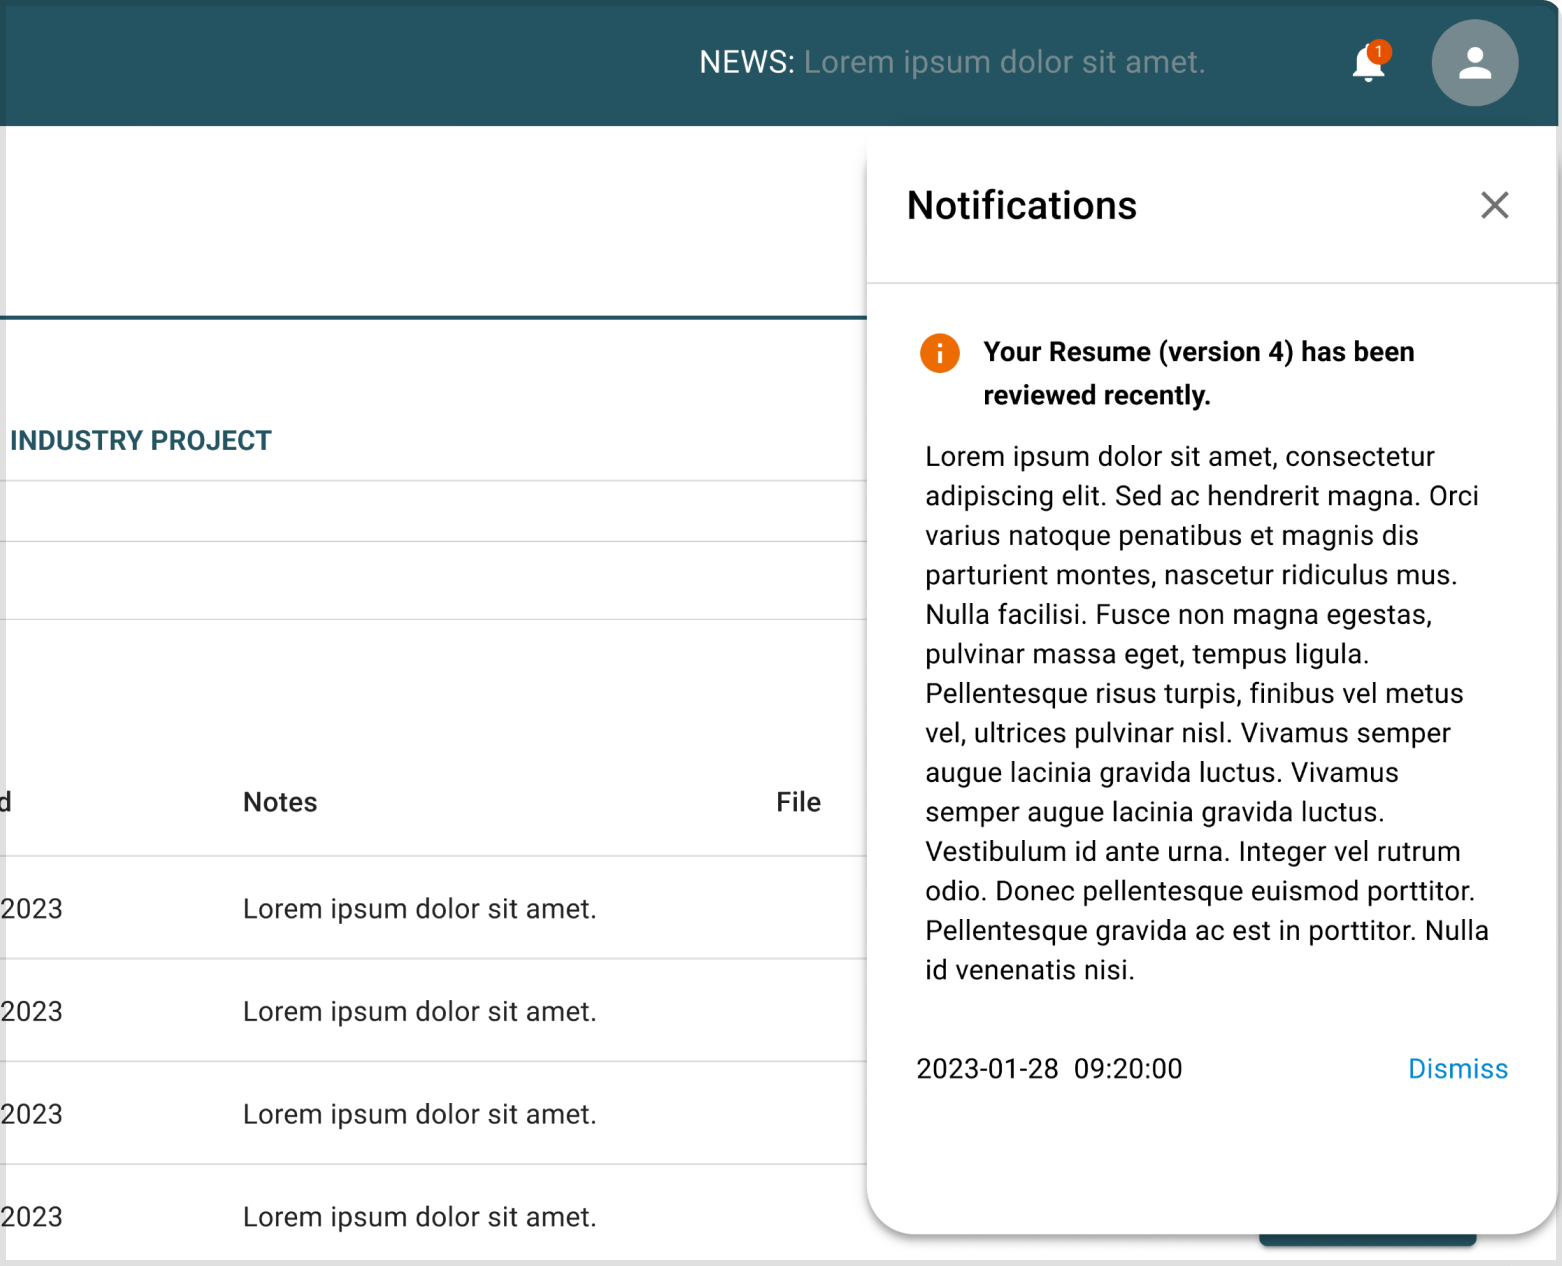 NEWS: Lorem ipsum dolor sit amet.
1
Notifications
Your Resume (version 4) has been
reviewed recently.
Lorem ipsum dolor sit amet, consectetur
adipiscing elit. Sed ac hendrerit magna. Orci
varius natoque penatibus et magnis dis
parturient montes, nascetur ridiculus mus.
Nulla facilisi. Fusce non magna egestas,
pulvinar massa eget, tempus ligula.
Pellentesque risus turpis, finibus vel metus
vel, ultrices pulvinar nisl. Vivamus semper
augue lacinia gravida luctus. Vivamus
semper augue lacinia gravida luctus.
Vestibulum id ante urna. Integer vel rutrum
odio. Donec pellentesque euismod porttitor.
Pellentesque gravida ac est in porttitor. Nulla
id venenatis nisi.
2023-01-28 09:20:00 Dismiss
INDUSTRY PROJECT
d Notes File
2023 Lorem ipsum dolor sit amet.
2023 Lorem ipsum dolor sit amet.
2023 Lorem ipsum dolor sit amet.
2023 Lorem ipsum dolor sit amet.